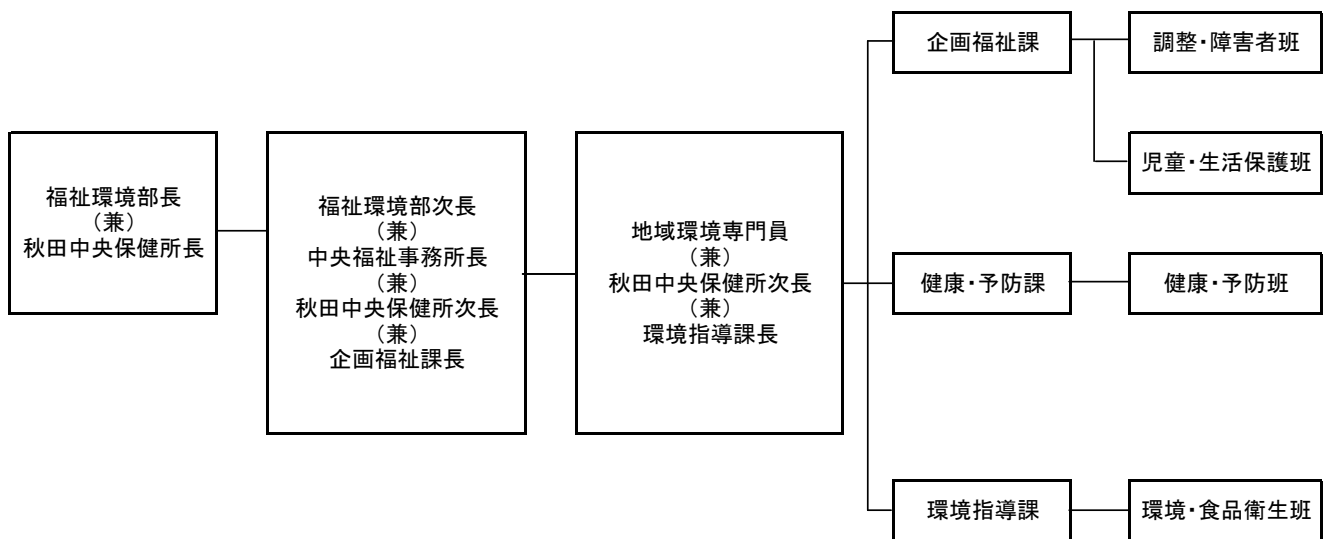 福祉環境部長
（兼）
秋田中央保健所長
福祉環境部次長
（兼）
中央福祉事務所長
（兼）
秋田中央保健所次長
（兼）
企画福祉課長
地域環境専門員
（兼）
秋田中央保健所次長
（兼）
環境指導課長
企画福祉課
調整・障害者班
児童・生活保護班
健康・予防課
健康・予防班
環境指導課
環境・食品衛生班